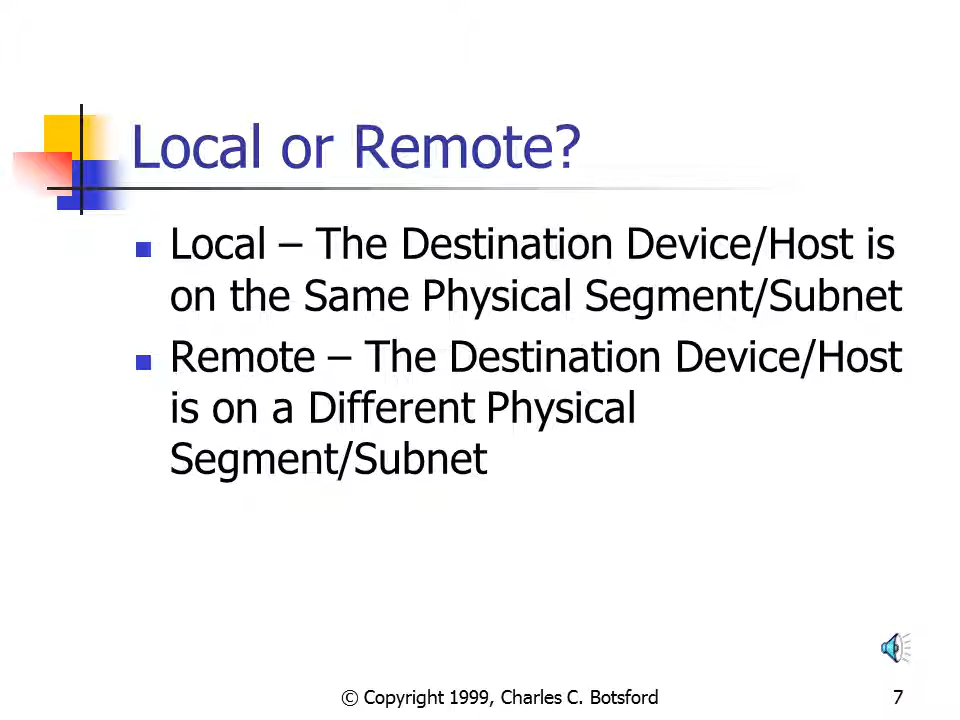 Local or Remote?
Local – The Destination Device/Host is
on the Same Physical Segment/Subnet
Remote – The Destination Device/Host
is on a Different Physical
Segment/Subnet
© Copyright 1999, Charles C. Botsford
7